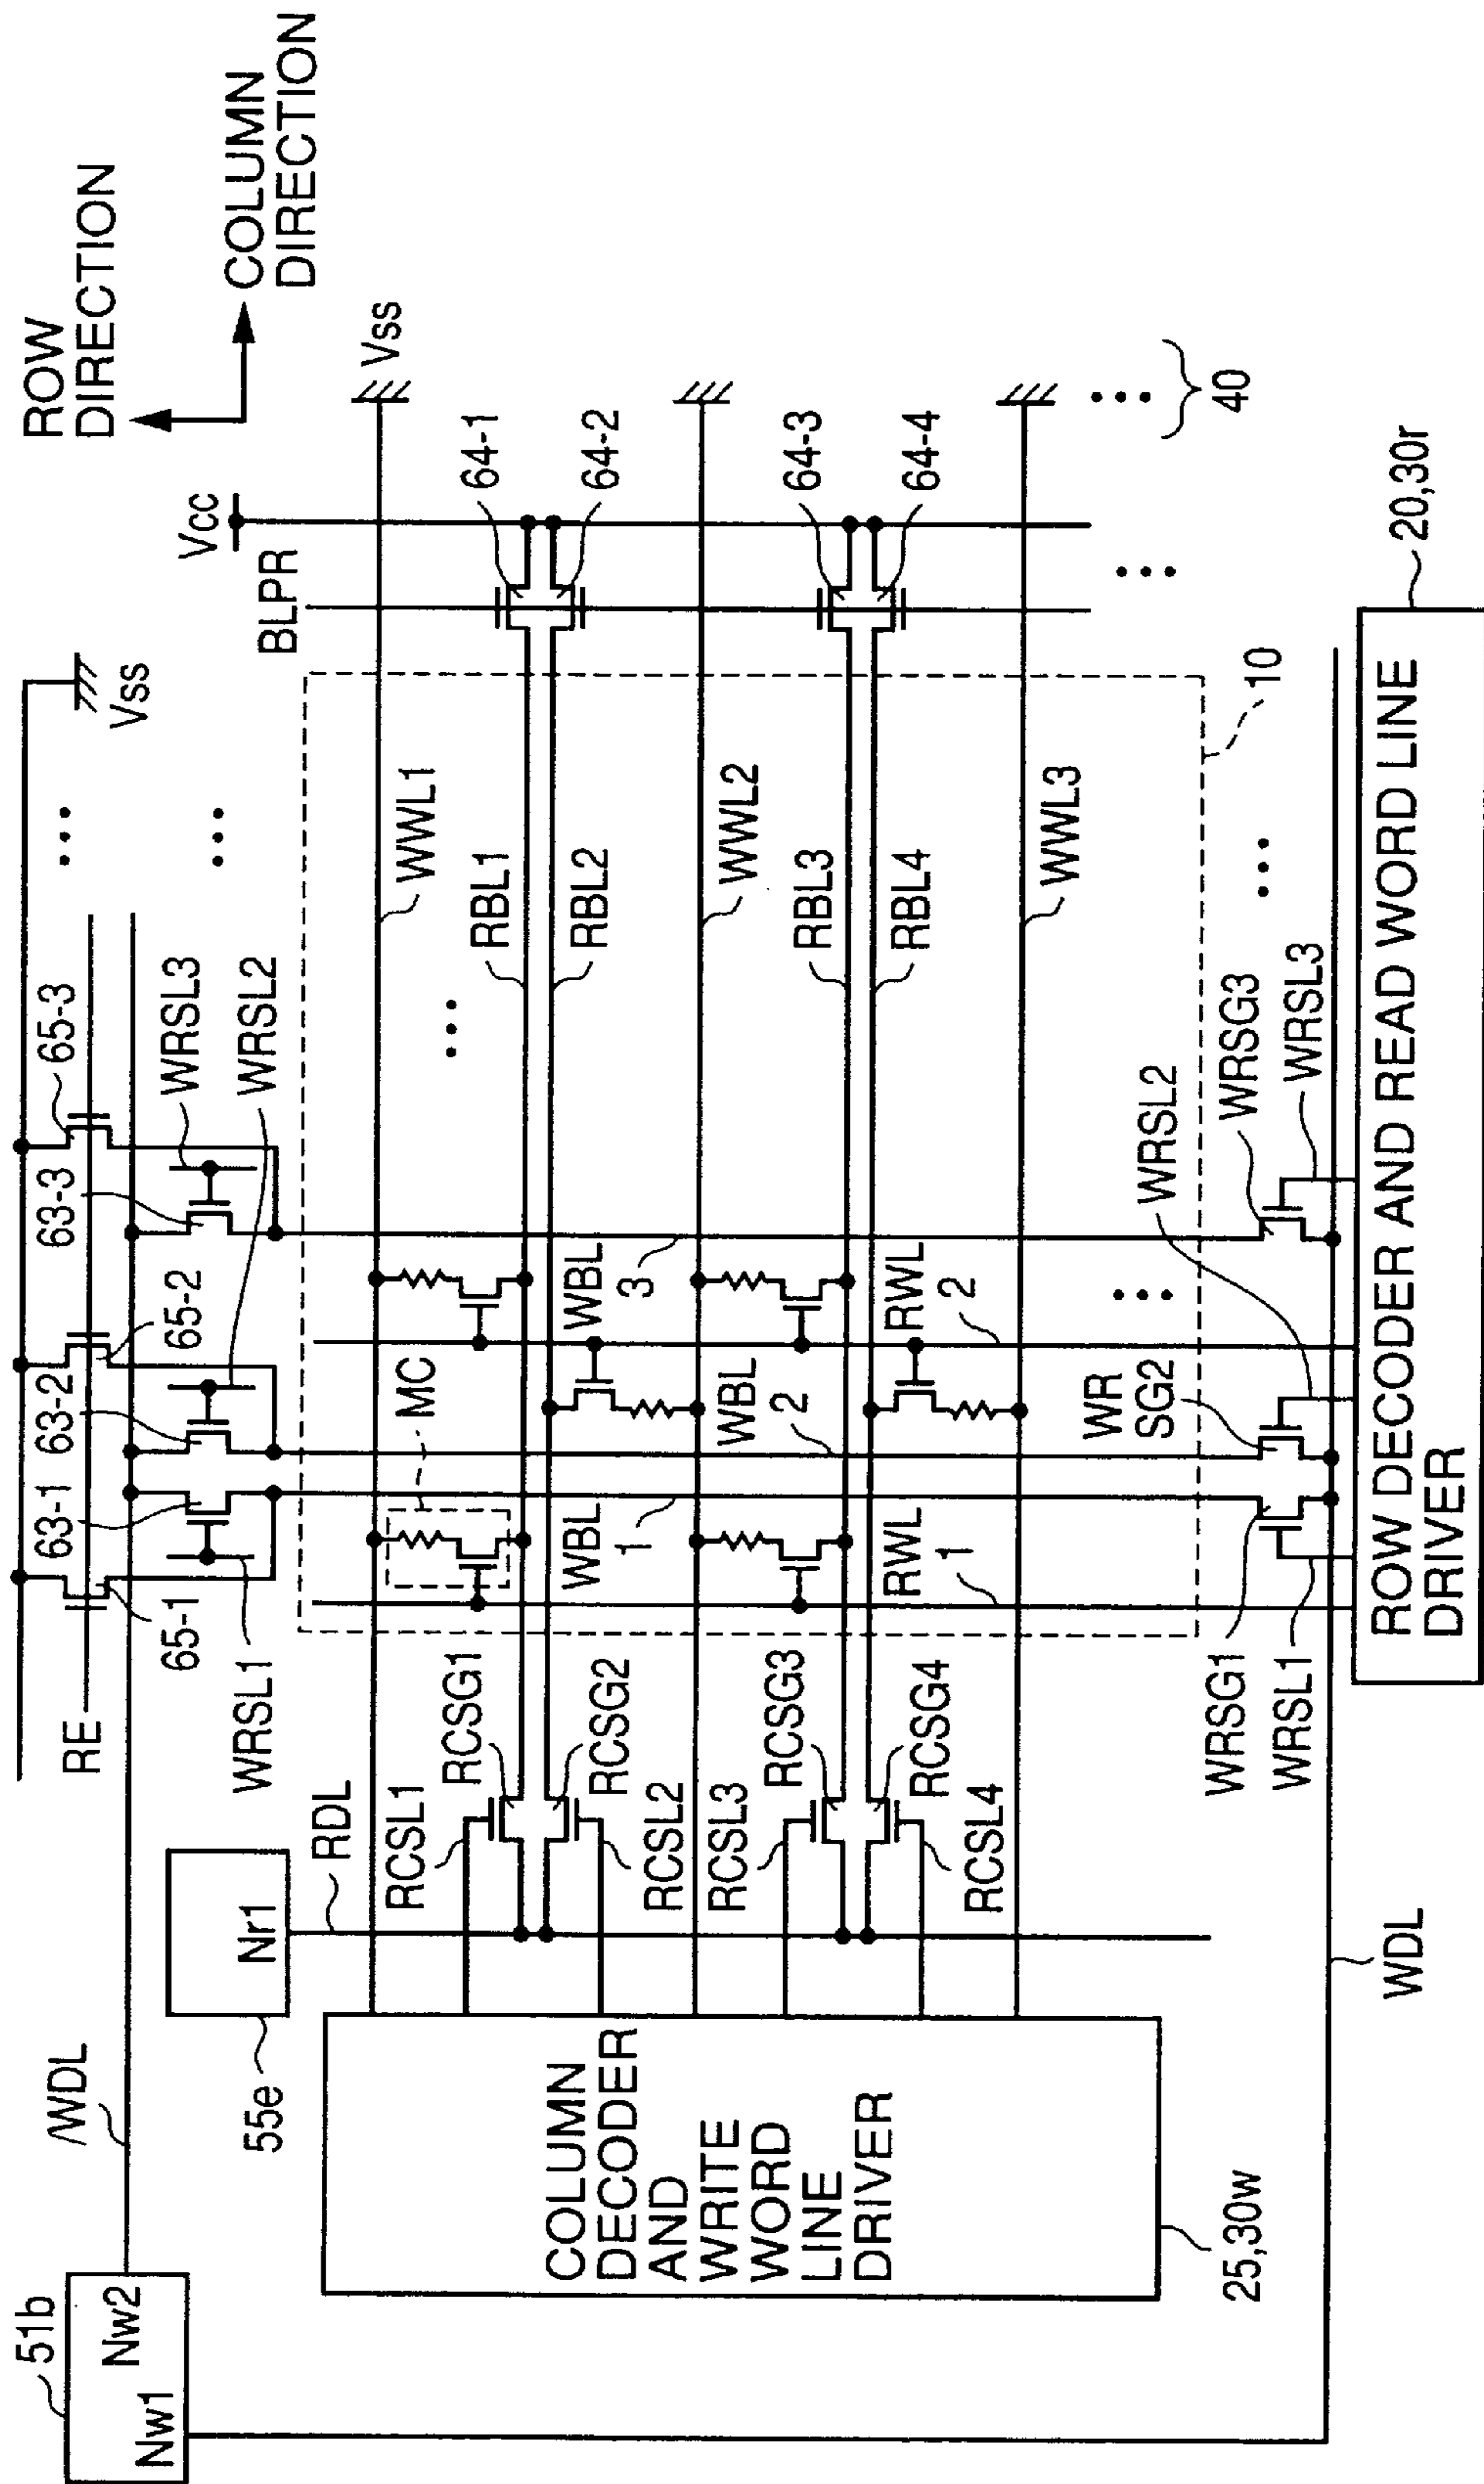 51b
Nw1
Nw2
/WDL
55e
Nr1
RDL
RE
65-1
63-1
63-2
65-2
63-3
65-3
WRSL1
WRSL3
WRSL2
Vss
ROW
DIRECTION
COLUMN
DIRECTION
Vcc
BLPR
Vss
COLUMN
DECODER
AND
WRITE
WORD
LINE
DRIVER
25,30w
RCSL1
RCSG1
RCSG2
RCSL2
RCSL3
RCSG3
RCSG4
RCSL4
MC
WBL
1
WBL
2
WBL
3
RWL
1
RWL
2
WWL1
RBL1
RBL2
WWL2
RBL3
RBL4
WWL3
64-1
64-2
64-3
64-4
40
10
WDL
WRSG1
WRSL1
WR
SG2
WRSL2
WRSG3
WRSL3
ROW DECODER AND READ WORD LINE
DRIVER
20,30r